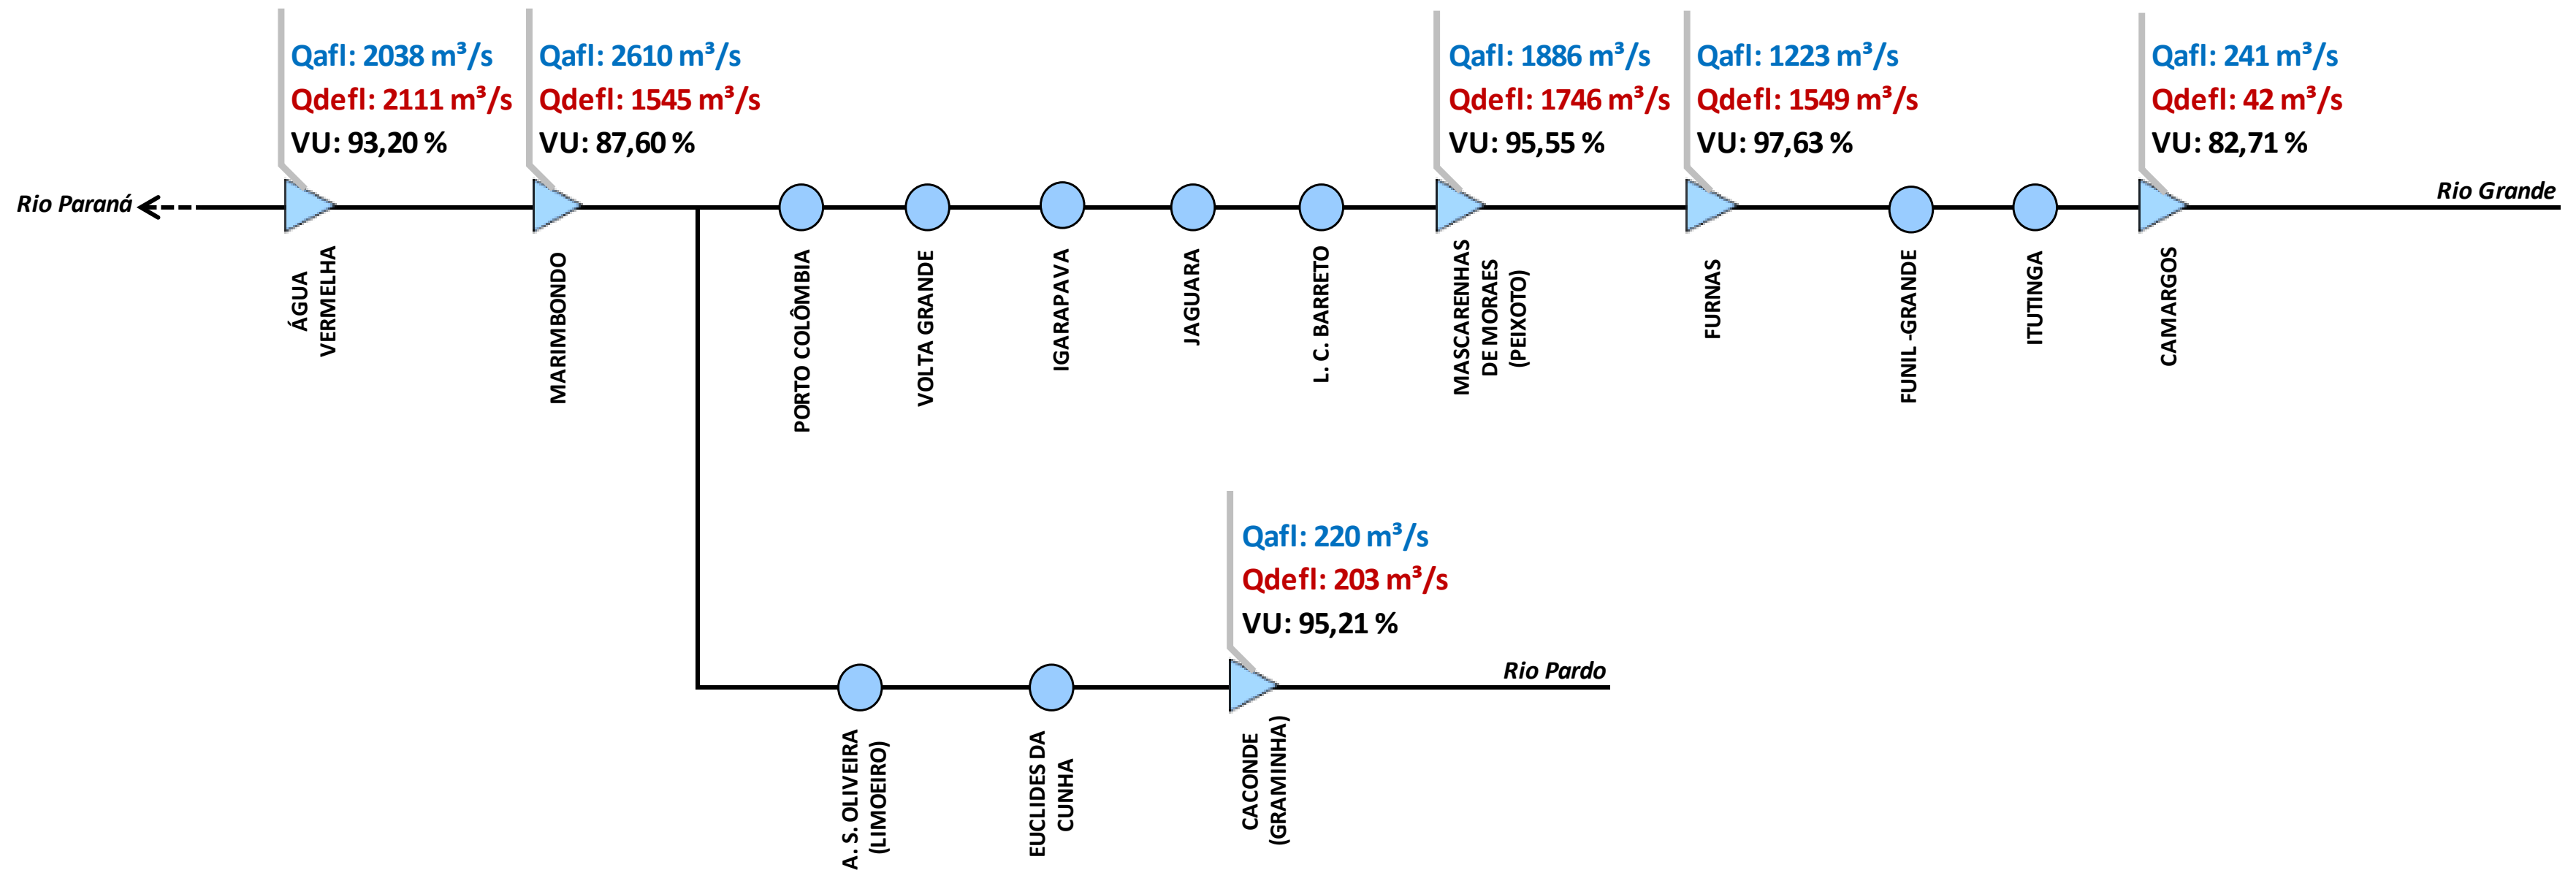 Qafl: 2038 m³/s
Qdefl: 2111 m³/s
VU: 93,20 %
Qafl: 2610 m³/s
Qdefl: 1545 m³/s
VU: 87,60 %
Qafl: 1886 m³/s
Qdefl: 1746 m³/s
VU: 95,55 %
Qafl: 1223 m³/s
Qdefl: 1549 m³/s
VU: 97,63 %
Qafl: 241 m³/s
Qdefl: 42 m³/s
VU: 82,71 %
Rio Paraná
Rio Grande
ÁGUA
VERMELHA
MARIMBONDO
PORTO COLÔMBIA
VOLTA GRANDE
IGARAPAVA
JAGUARA
L. C. BARRETO
MASCARENHAS
DE MORAES
(PEIXOTO)
FURNAS
FUNIL -GRANDE
ITUTINGA
CAMARGOS
Qafl: 220 m³/s
Qdefl: 203 m³/s
VU: 95,21 %
Rio Pardo
A. S. OLIVEIRA
(LIMOEIRO)
EUCLIDES DA
CUNHA
CACONDE
(GRAMINHA)